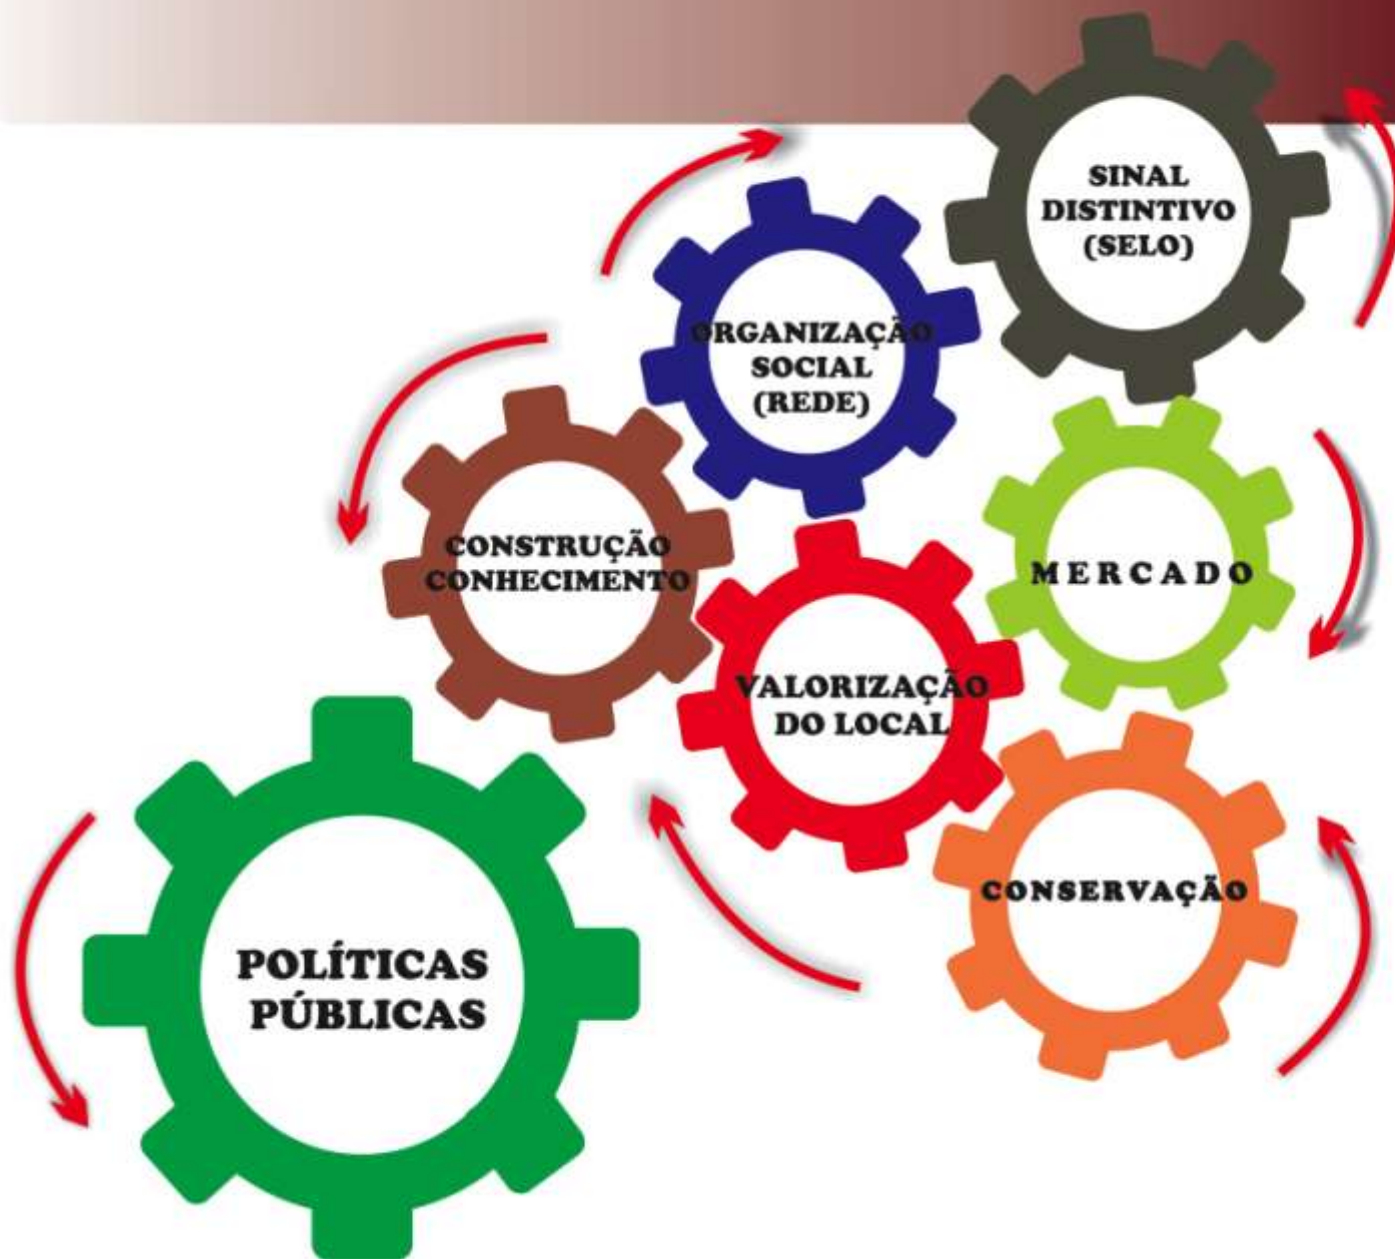 SINAL
DISTINTIVO
(SELO)
ORGANIZAÇÃO
SOCIAL
(REDE)
CONSTRUÇÃO
CONHECIMENTO
MERCADO
VALORIZAÇÃO
DO LOCAL
CONSERVAÇÃO
POLÍTICAS
PÚBLICAS